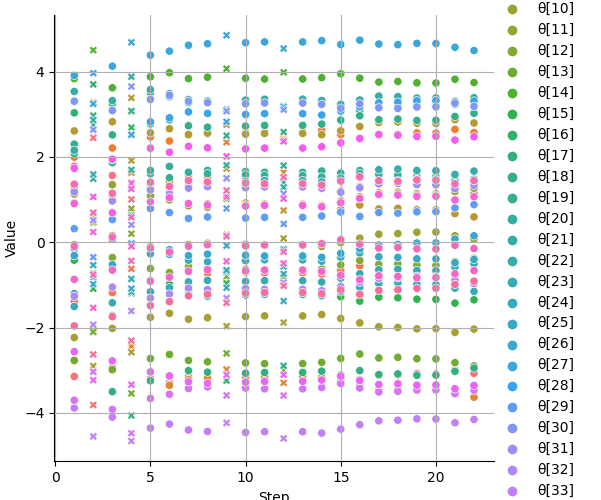 4
2
0
−2
−4
Value
0
5
10
15
20
Step
θ[10]
θ[11]
θ[12]
θ[13]
θ[14]
θ[15]
θ[16]
θ[17]
θ[18]
θ[19]
θ[20]
θ[21]
θ[22]
θ[23]
θ[24]
θ[25]
θ[26]
θ[27]
θ[28]
θ[29]
θ[30]
θ[31]
θ[32]
θ[33]